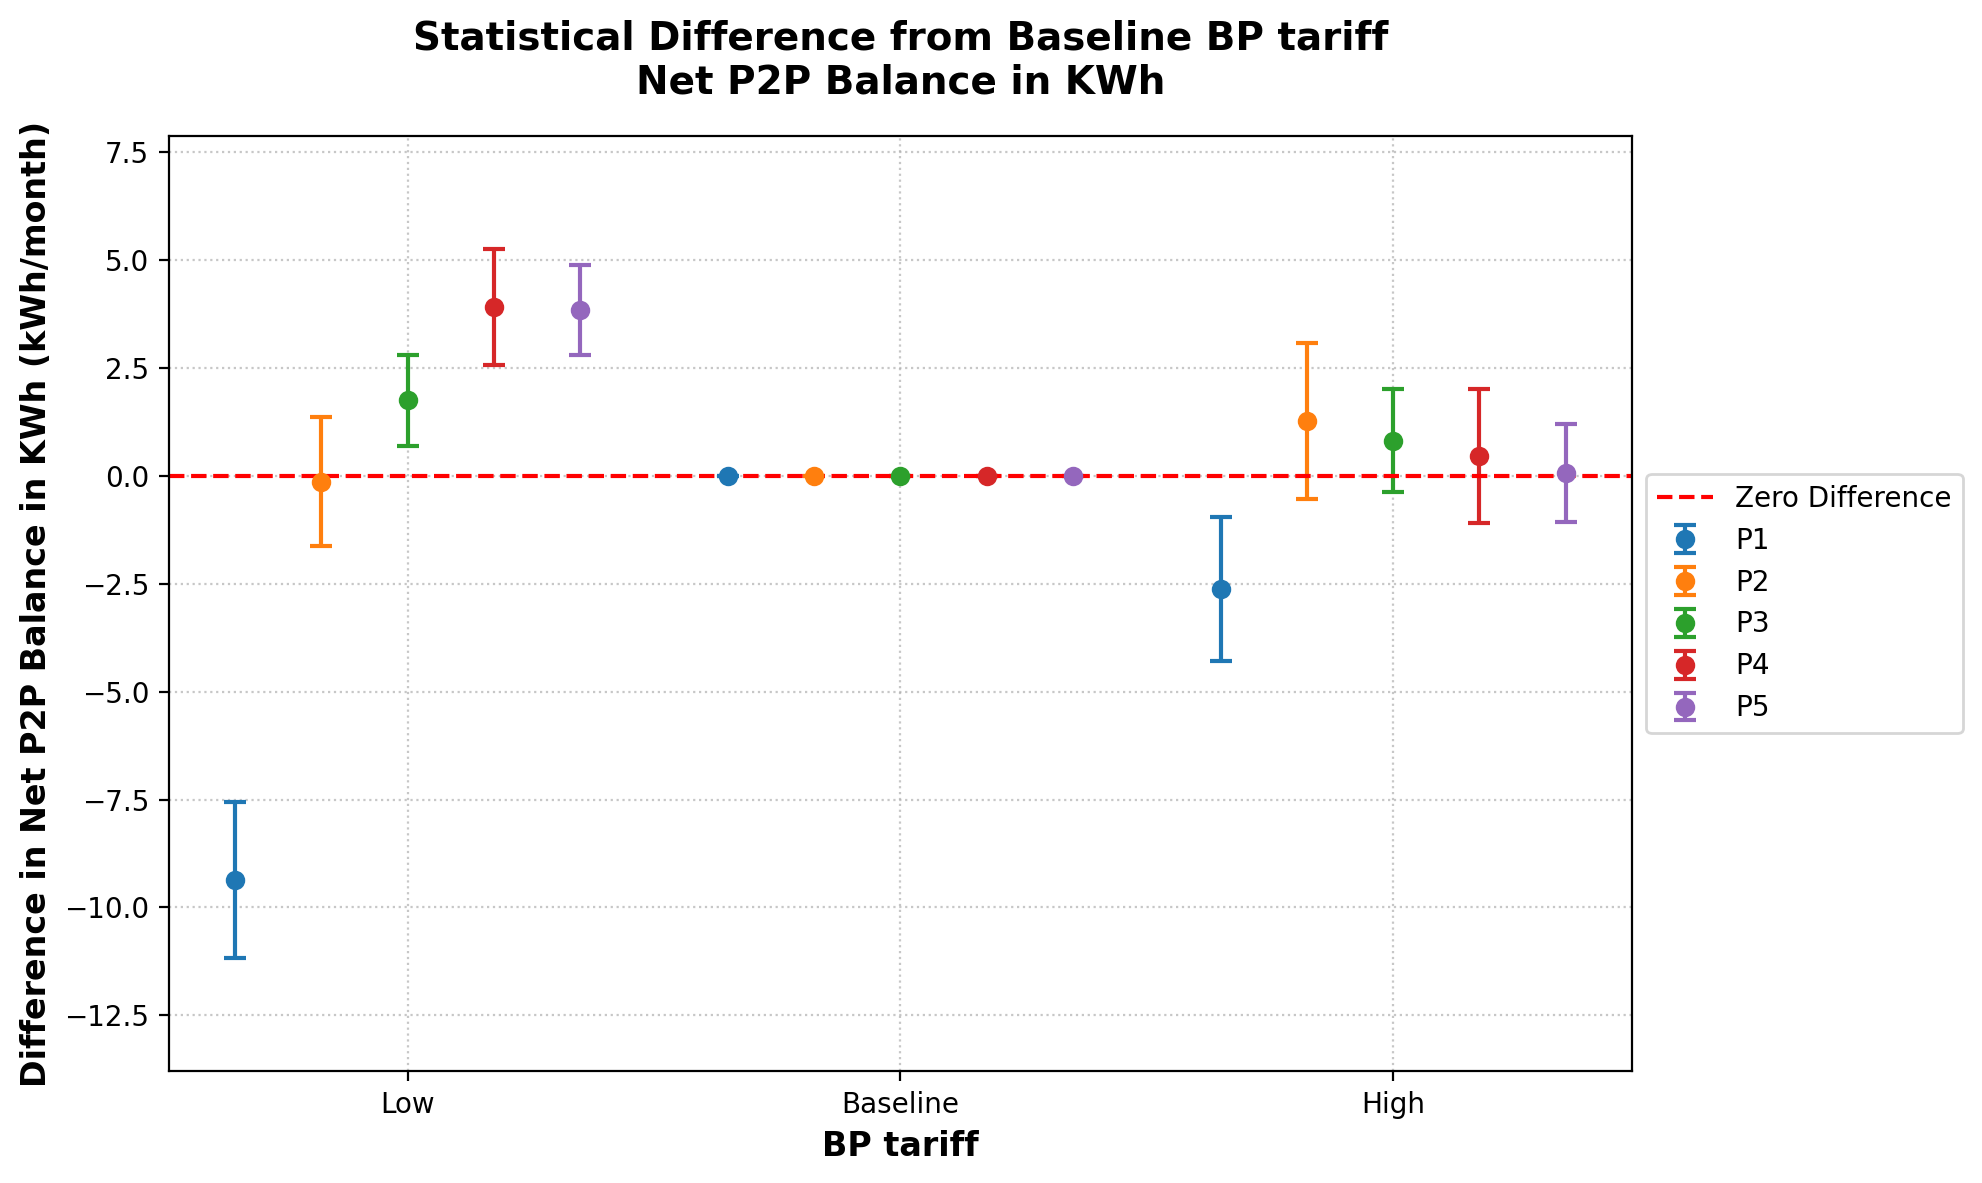 Statistical Difference from Baseline BP tariff
Net P2P Balance in KWh
Difference in Net P2P Balance in KWh (kWh/month)
7.5
5.0
2.5
0.0
−2.5
−5.0
−7.5
−10.0
−12.5
Low
Baseline
High
BP tariff
Zero Difference
P1
P2
P3
P4
P5